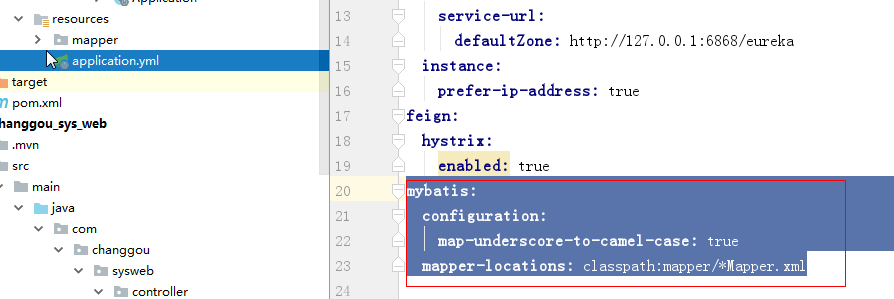 Application
resources
mapper
application.yml
target
pom.xml
hanggou_sys_web
.mvn
src
main
java
com
changgou
sysweb
controller
13 service-url:
14 defaultZone: http://127.0.0.1:6868/eureka
15 instance:
16 prefer-ip-address: true
17 feign:
18 hystrix:
19 enabled: true
20 mybatis:
21 configuration:
22 map-underscore-to-camel-case: true
23 mapper-locations: classpath:mapper/*Mapper.xml
24